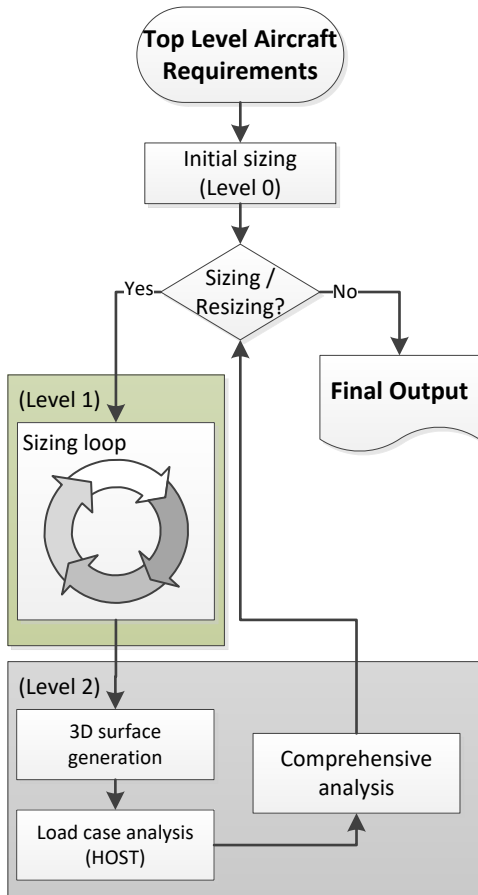 Top Level Aircraft
Requirements
Initial sizing
(Level 0)
Sizing /
Resizing?
Yes
No
Final Output
(Level 1)
Sizing loop
(Level 2)
3D surface
generation
Comprehensive
analysis
Load case analysis
(HOST)